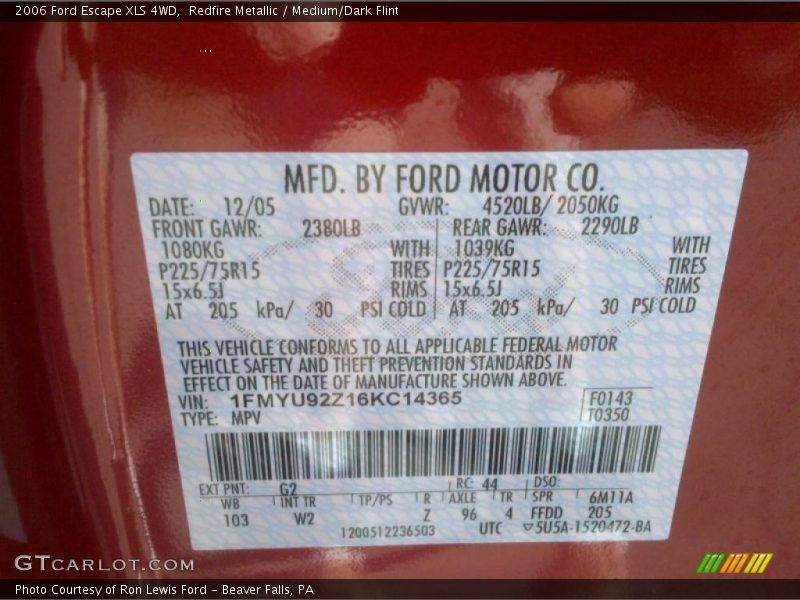 2006 Ford Escape XLS 4WD, Redfire Metallic / Medium/Dark Flint
MFD. BY FORD MOTOR CO.
DATE: 12/05 GVWR: 4520LB/ 2050KG
FRONT GAWR: 2380LB REAR GAWR: 2290LB
1080KG WITH 1039KG WITH
P225/75R15 TIRES P225/75R15 TIRES
15x6.5J RIMS 15x6.5J RIMS
AT 205 kPa/ 30 PSI COLD AT 205 kPa/ 30 PSI COLD
THIS VEHICLE CONFORMS TO ALL APPLICABLE FEDERAL MOTOR
VEHICLE SAFETY AND THEFT PREVENTION STANDARDS IN
EFFECT ON THE DATE OF MANUFACTURE SHOWN ABOVE.
VIN: 1FMYU92Z16KC14365 F0143
TYPE: MPV T0350
EXT PNT: G2 RC: 44 DSO:
WB INT TR TP/PS R AXLE TR SPR 6M11A
103 W2 Z 96 4 FFDD 205
1200512236503 UTC ▽5U5A-1520472-BA
GTCARLOT.COM
Photo Courtesy of Ron Lewis Ford - Beaver Falls, PA